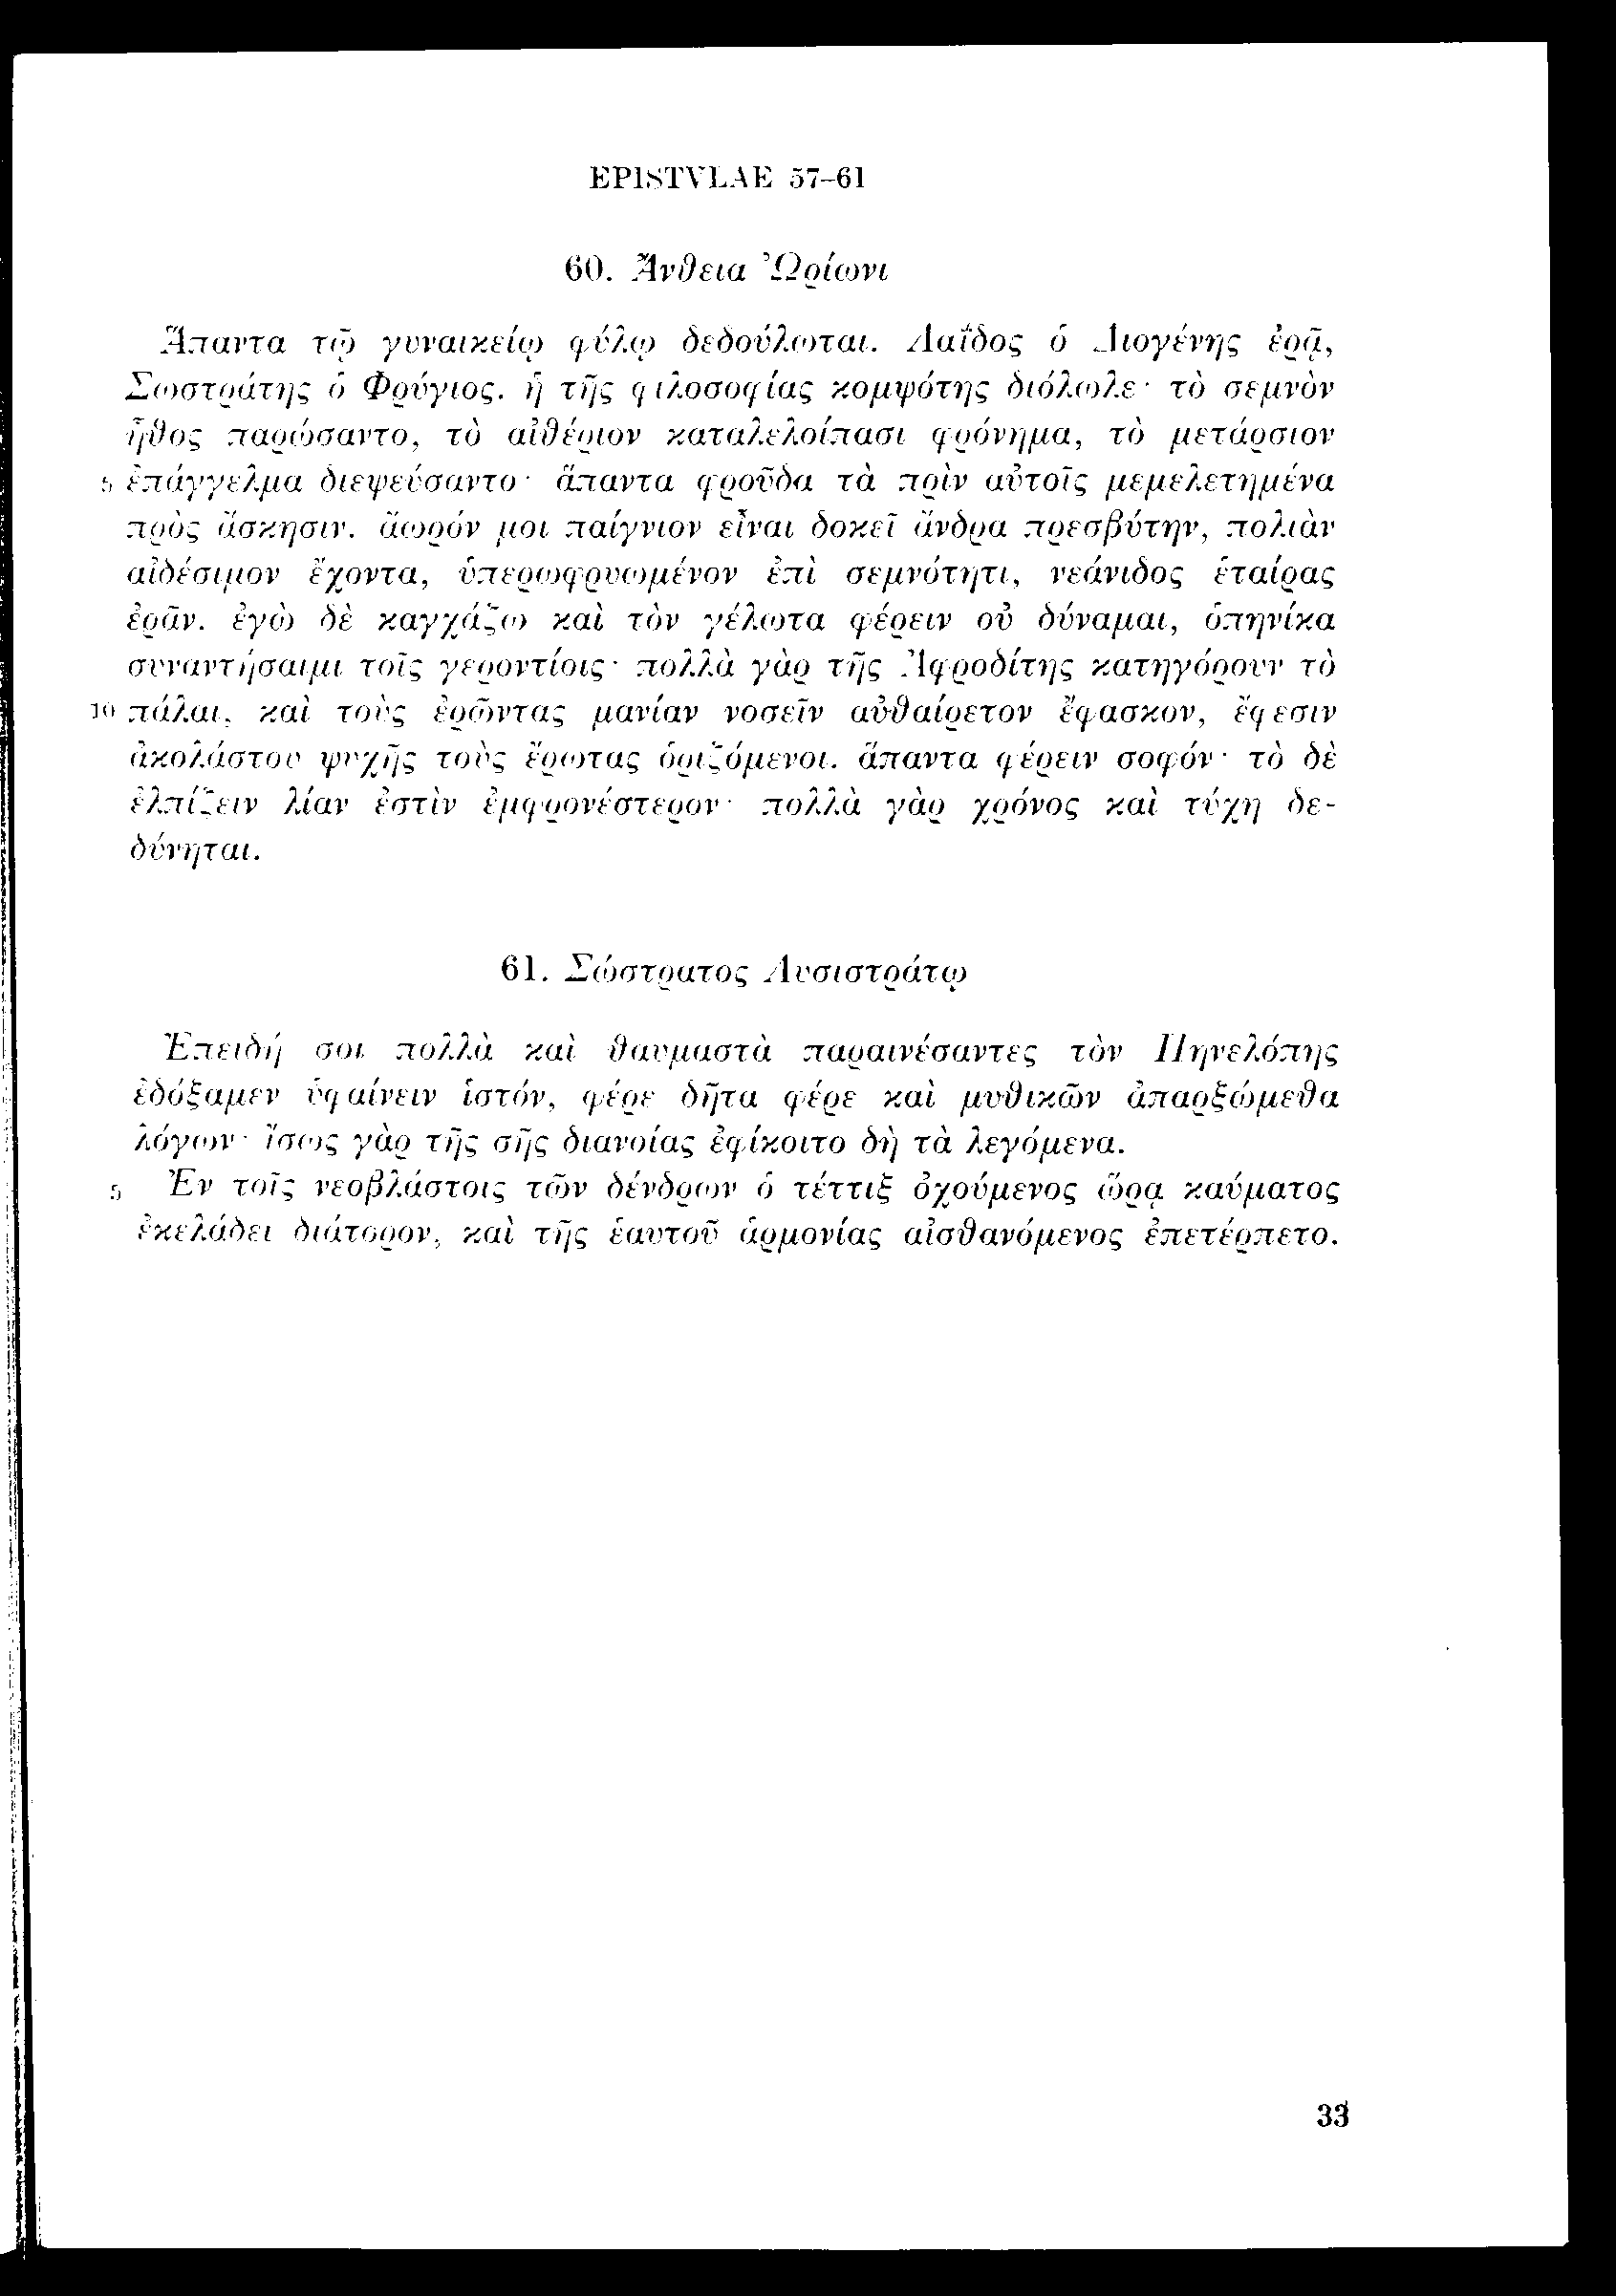 EPISTVLAE 57–61
60. Ἄνθεια Ὠρίωνι
Ἅπαντα τῷ γυναικείῳ φύλῳ δεδούλωται. Λαΐδος ὁ Διογένης ἐρᾷ,
Σωστράτης ὁ Φρύγιος. ἡ τῆς φιλοσοφίας κομψότης διόλωλε· τὸ σεμνὸν
ἦθος παρώσαντο, τὸ αἰθέριον καταλελοίπασι φρόνημα, τὸ μετάρσιον
5 ἐπάγγελμα διεψεύσαντο· ἅπαντα φροῦδα τὰ πρὶν αὐτοῖς μεμελετημένα
πρὸς ἄσκησιν. ἄωρόν μοι παίγνιον εἶναι δοκεῖ ἄνδρα πρεσβύτην, πολιὰν
αἰδέσιμον ἔχοντα, ὑπερωφρυωμένον ἐπὶ σεμνότητι, νεάνιδος ἑταίρας
ἐρᾶν. ἐγὼ δὲ καγχάζω καὶ τὸν γέλωτα φέρειν οὐ δύναμαι, ὁπηνίκα
συναντήσαιμι τοῖς γεροντίοις· πολλὰ γὰρ τῆς Ἀφροδίτης κατηγόρουν τὸ
10 πάλαι, καὶ τοὺς ἐρῶντας μανίαν νοσεῖν αὐθαίρετον ἔφασκον, ἔφεσιν
ἀκολάστου ψυχῆς τοὺς ἔρωτας ὁριζόμενοι. ἅπαντα φέρειν σοφόν· τὸ δὲ
ἐλπίζειν λίαν ἐστὶν ἐμφρονέστερον· πολλὰ γὰρ χρόνος καὶ τύχη δε-
δύνηται.
61. Σώστρατος Λυσιστράτῳ
Ἐπειδή σοι πολλὰ καὶ θαυμαστὰ παραινέσαντες τὸν Πηνελόπης
ἐδόξαμεν ὑφαίνειν ἱστόν, φέρε δῆτα φέρε καὶ μυθικῶν ἀπαρξώμεθα
λόγων· ἴσως γὰρ τῆς σῆς διανοίας ἐφίκοιτο δὴ τὰ λεγόμενα.
5 Ἐν τοῖς νεοβλάστοις τῶν δένδρων ὁ τέττιξ ὀχούμενος ὥρᾳ καύματος
ἐκελάδει διάτορον, καὶ τῆς ἑαυτοῦ ἁρμονίας αἰσθανόμενος ἐπετέρπετο.
33